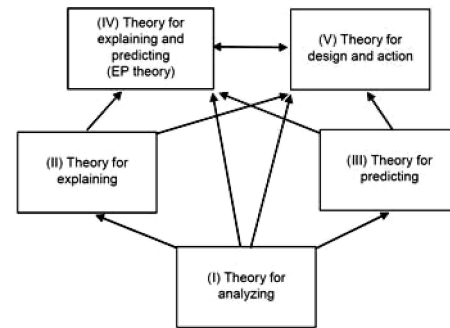 (IV) Theory for
explaining and
predicting
(EP theory)
(V) Theory for
design and action
(II) Theory for
explaining
(III) Theory for
predicting
(I) Theory for
analyzing